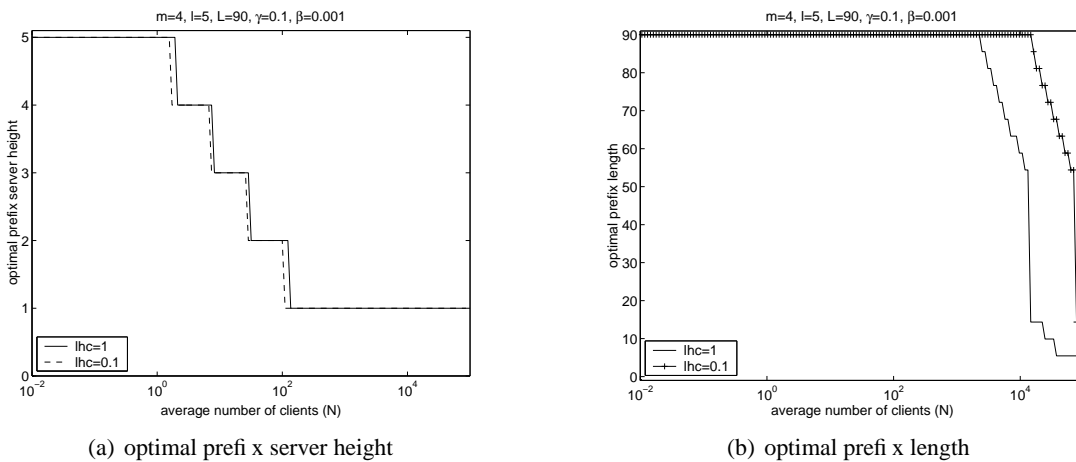 m=4, l=5, L=90, γ=0.1, β=0.001
5
4
3
2
1
0
optimal prefix server height
lhc=1
lhc=0.1
10^−2
10^0
10^2
10^4
average number of clients (N)
(a) optimal prefi x server height
m=4, l=5, L=90, γ=0.1, β=0.001
90
80
70
60
50
40
30
20
10
0
optimal prefix length
lhc=1
lhc=0.1
10^−2
10^0
10^2
10^4
average number of clients (N)
(b) optimal prefi x length